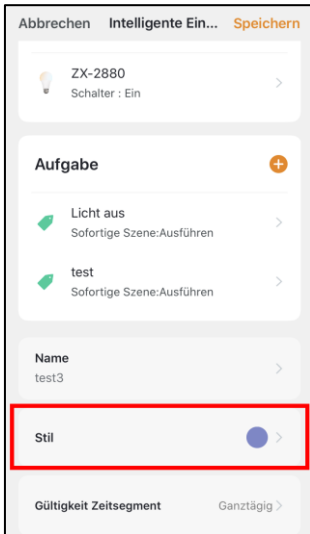 Abbrechen Intelligente Ein... Speichern
ZX-2880
Schalter : Ein
Aufgabe
Licht aus
Sofortige Szene:Ausführen
test
Sofortige Szene:Ausführen
Name
test3
Stil
Gültigkeit Zeitsegment Ganztägig